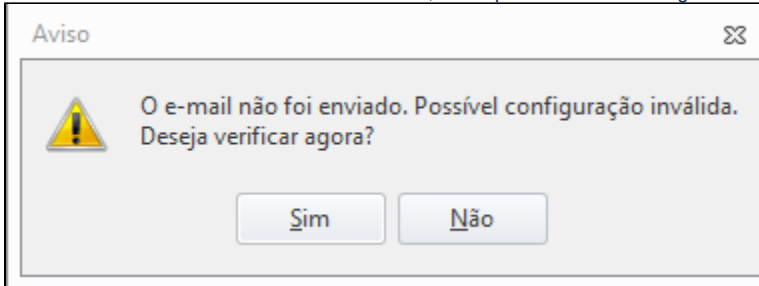 Aviso
O e-mail não foi enviado. Possível configuração inválida.
Deseja verificar agora?
Sim
Não